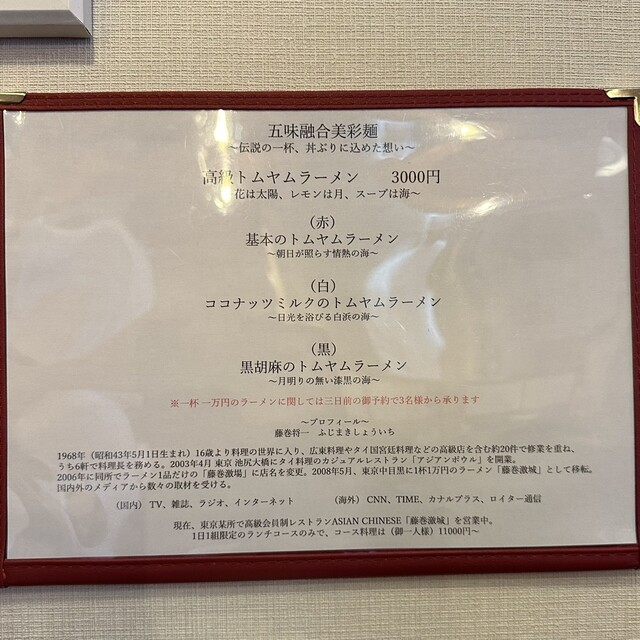 五味融合美彩麺
～伝説の一杯、丼ぶりに込めた想い～
高級トムヤムラーメン　　3000円
花は太陽、レモンは月、スープは海～
（赤）
基本のトムヤムラーメン
～朝日が照らす情熱の海～
（白）
ココナッツミルクのトムヤムラーメン
～日光を浴びる白浜の海～
（黒）
黒胡麻のトムヤムラーメン
～月明りの無い漆黒の海～
※一杯 一万円のラーメンに関しては三日前の御予約で3名様から承ります
～プロフィール～
藤巻将一　ふじまきしょういち
1968年（昭和43年5月1日生まれ）16歳より料理の世界に入り、広東料理やタイ国宮廷料理などの高級店を含む約20件で修業を重ね、
うち6軒で料理長を務める。2003年4月 東京 池尻大橋にタイ料理のカジュアルレストラン「アジアンボウル」を開業。
2006年に同所でラーメン1品だけの「藤巻激場」に店名を変更。2008年5月、東京中目黒に1杯1万円のラーメン「藤巻激城」として移転。
国内外のメディアから数々の取材を受ける。
（国内） TV、雑誌、ラジオ、インターネット　　　（海外） CNN、TIME、カナルプラス、ロイター通信
現在、東京某所で高級会員制レストランASIAN CHINESE「藤巻激城」を営業中。
1日1組限定のランチコースのみで、コース料理は（御一人様）11000円～